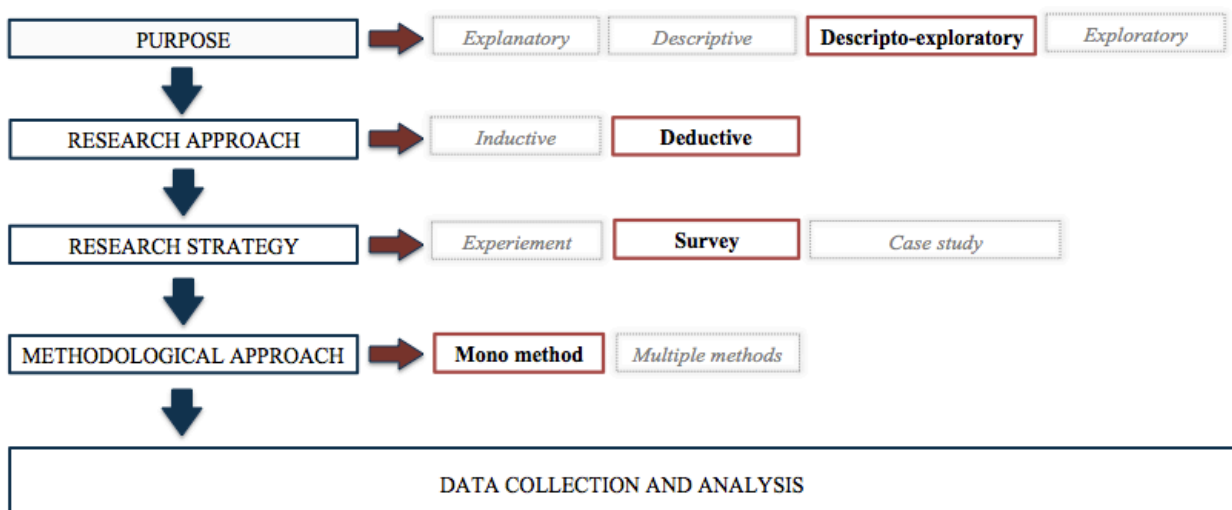 PURPOSE Explanatory Descriptive Descripto-exploratory Exploratory
RESEARCH APPROACH Inductive Deductive
RESEARCH STRATEGY Experiement Survey Case study
METHODOLOGICAL APPROACH Mono method Multiple methods
DATA COLLECTION AND ANALYSIS